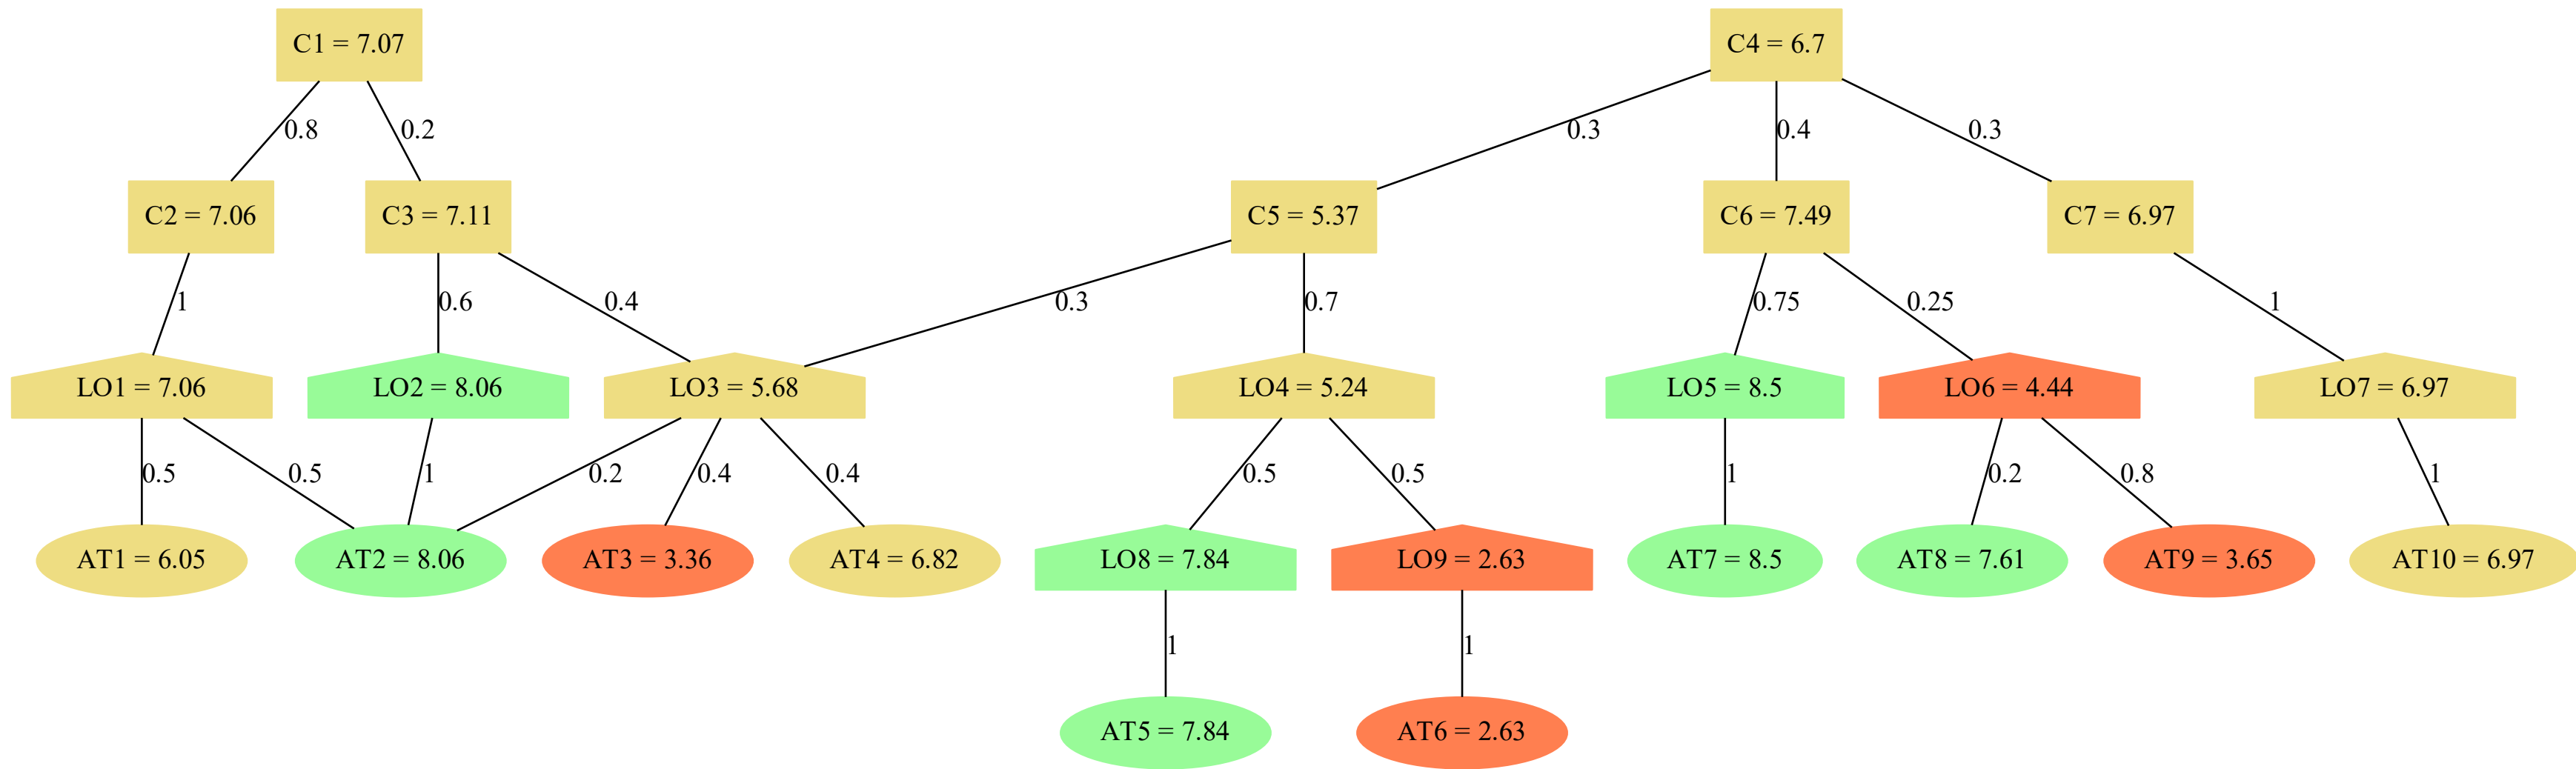 C1 = 7.07
C4 = 6.7
0.8
0.2
0.3
0.4
0.3
C2 = 7.06
C3 = 7.11
C5 = 5.37
C6 = 7.49
C7 = 6.97
1
0.6
0.4
0.3
0.7
0.75
0.25
1
LO1 = 7.06
LO2 = 8.06
LO3 = 5.68
LO4 = 5.24
LO5 = 8.5
LO6 = 4.44
LO7 = 6.97
0.5
0.5
1
0.2
0.4
0.4
0.5
0.5
1
0.2
0.8
1
AT1 = 6.05
AT2 = 8.06
AT3 = 3.36
AT4 = 6.82
LO8 = 7.84
LO9 = 2.63
AT7 = 8.5
AT8 = 7.61
AT9 = 3.65
AT10 = 6.97
1
1
AT5 = 7.84
AT6 = 2.63